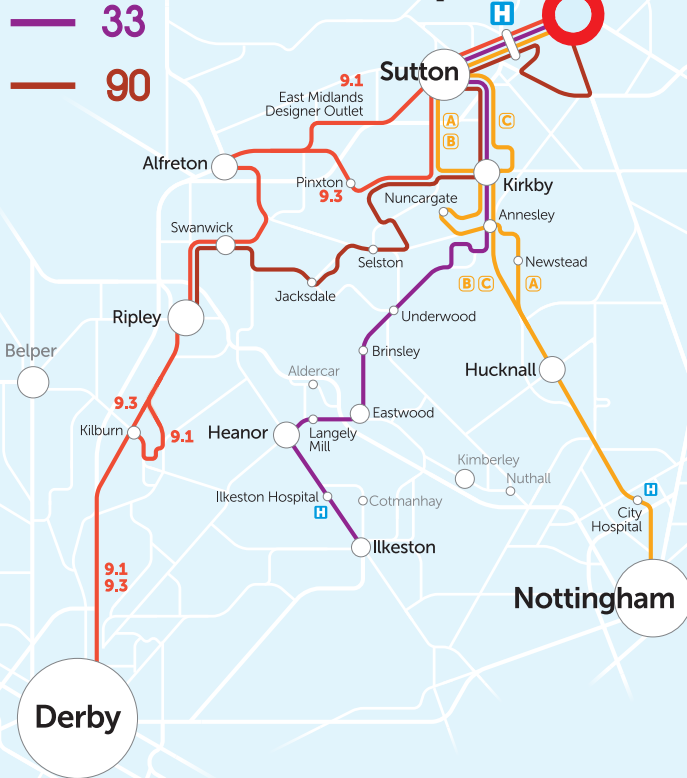 33
90
H
Sutton
9.1
East Midlands
Designer Outlet
A
B
C
Alfreton
Pinxton
9.3
Kirkby
Nuncargate
Annesley
Swanwick
Selston
Newstead
Jacksdale
B C
A
Ripley
Underwood
Belper
Brinsley
Aldercar
Hucknall
9.3
Eastwood
Kilburn
9.1
Heanor
Langely
Mill
Kimberley
Nuthall
Ilkeston Hospital
H
Cotmanhay
H
City
Hospital
Ilkeston
9.1
9.3
Nottingham
Derby